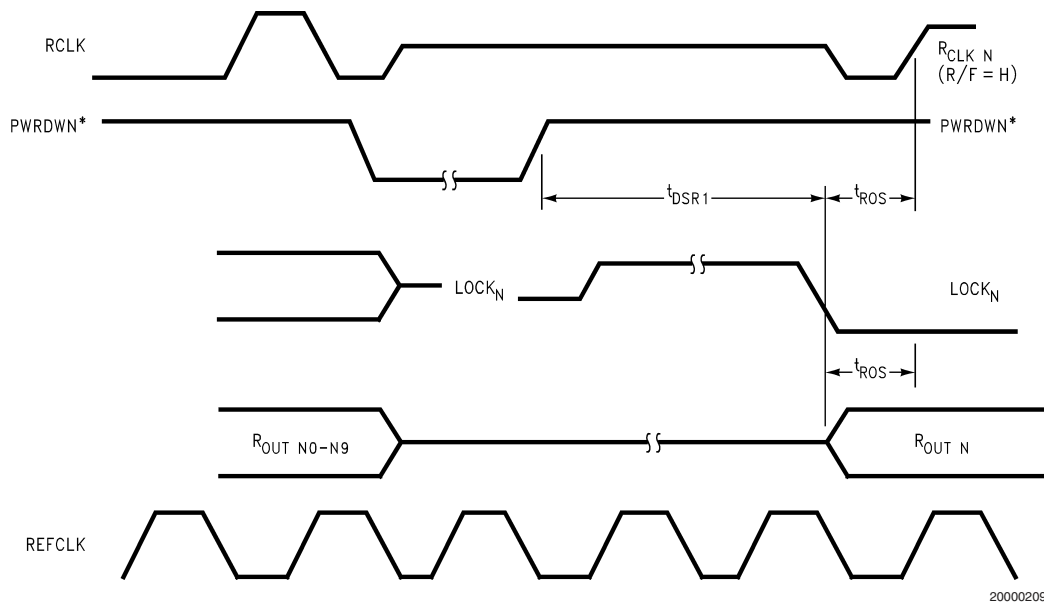 RCLK
R_CLK N
(R/F = H)
PWRDWN*
PWRDWN*
t_DSR1
t_ROS
LOCK_N
LOCK_N
t_ROS
R_OUT N0-N9
R_OUT N
REFCLK
20000209